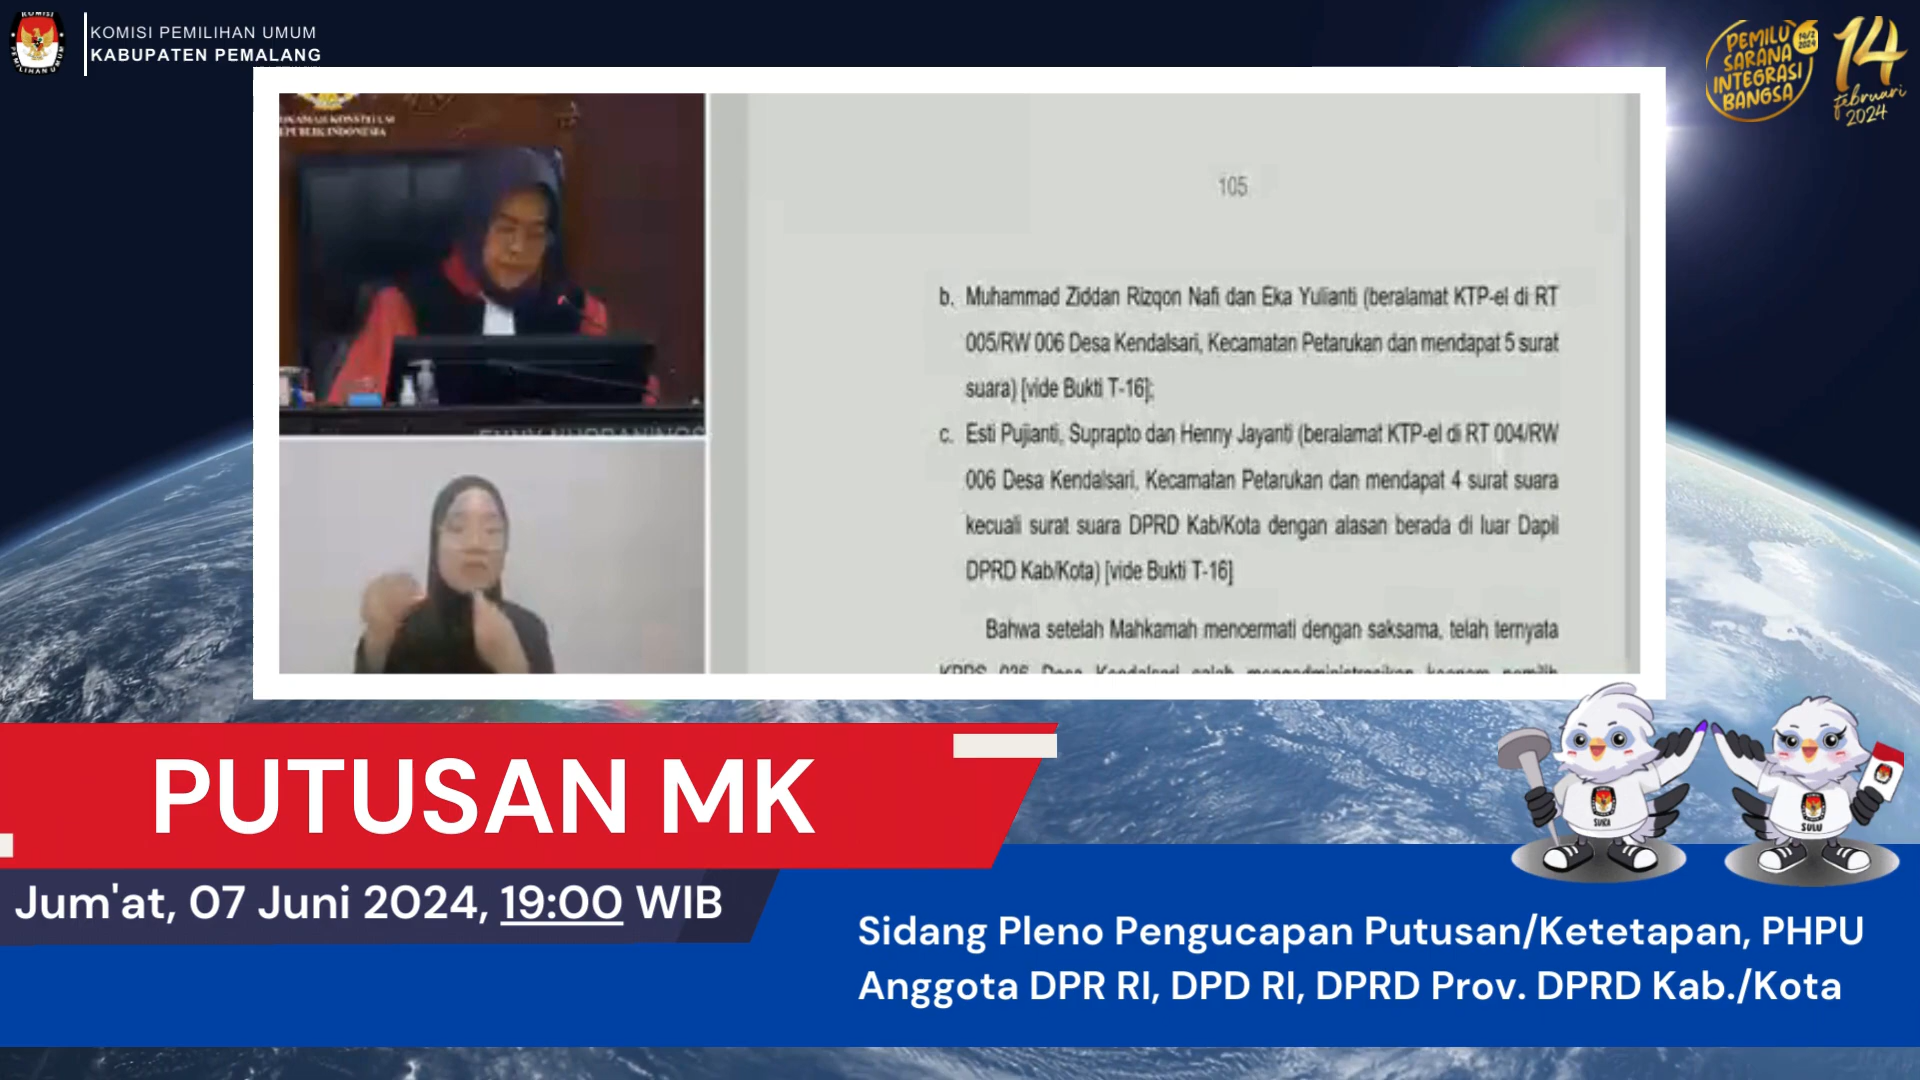 KOMISI PEMILIHAN UMUM
KABUPATEN PEMALANG
PEMILU
SARANA
INTEGRASI
BANGSA
14
Februari
2024
REPUBLIK INDONESIA
105
b. Muhammad Ziddan Rizqon Nafi dan Eka Yulianti (beralamat KTP-el di RT
005/RW 006 Desa Kendalsari, Kecamatan Petarukan dan mendapat 5 surat
suara) [vide Bukti T-16];
c. Esti Pujianti, Suprapto dan Henny Jayanti (beralamat KTP-el di RT 004/RW
006 Desa Kendalsari, Kecamatan Petarukan dan mendapat 4 surat suara
kecuali surat suara DPRD Kab/Kota dengan alasan berada di luar Dapil
DPRD Kab/Kota) [vide Bukti T-16]
Bahwa setelah Mahkamah mencermati dengan saksama, telah ternyata
PUTUSAN MK
Jum'at, 07 Juni 2024, 19:00 WIB
Sidang Pleno Pengucapan Putusan/Ketetapan, PHPU
Anggota DPR RI, DPD RI, DPRD Prov. DPRD Kab./Kota
SURA
SULU